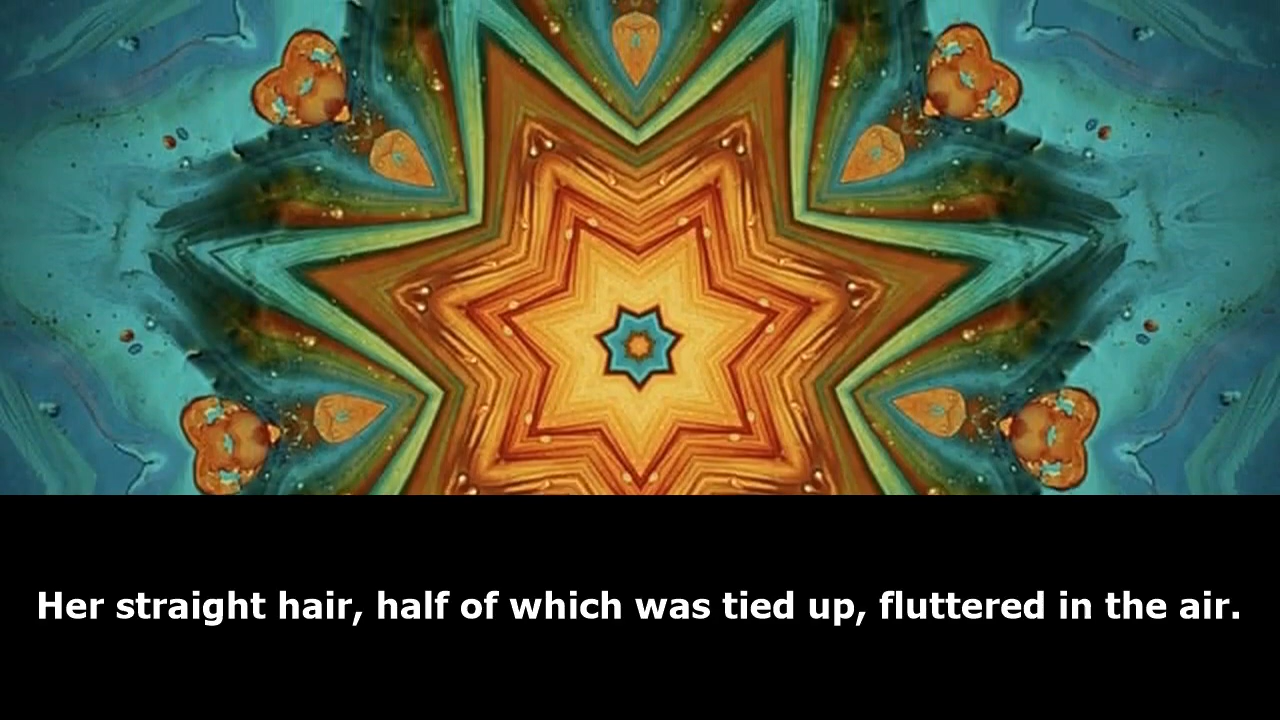 Her straight hair, half of which was tied up, fluttered in the air.